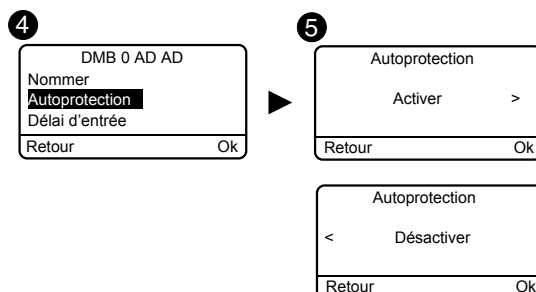 4
DMB 0 AD AD
Nommer
Autoprotection
Délai d'entrée
Retour Ok
5
Autoprotection
Activer >
Retour Ok
Autoprotection
< Désactiver
Retour Ok